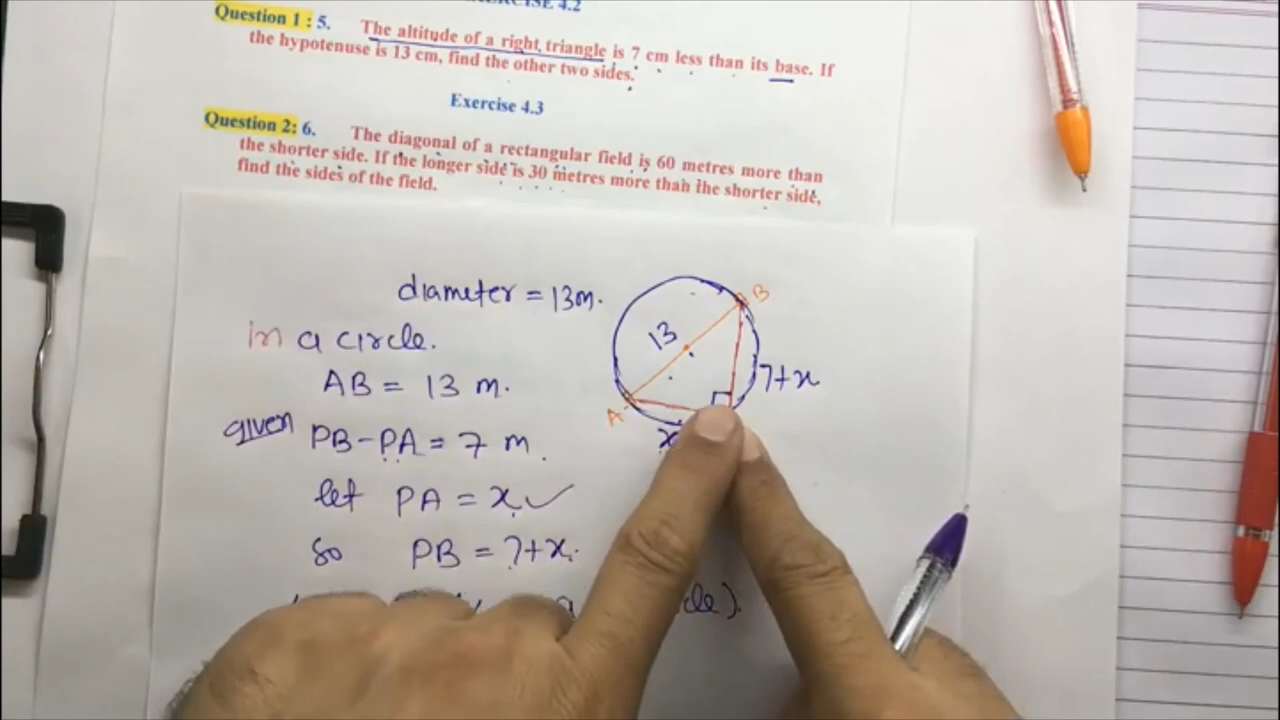 EXERCISE 4.2
Question 1 : 5. The altitude of a right triangle is 7 cm less than its base. If
the hypotenuse is 13 cm, find the other two sides.
Exercise 4.3
Question 2: 6. The diagonal of a rectangular field is 60 metres more than
the shorter side. If the longer side is 30 metres more than the shorter side,
find the sides of the field.
diameter = 13m.
in a circle.
AB = 13 m.
given PB-PA = 7 m.
let PA = x
so PB = 7+x.
B
13
7+x
A
x